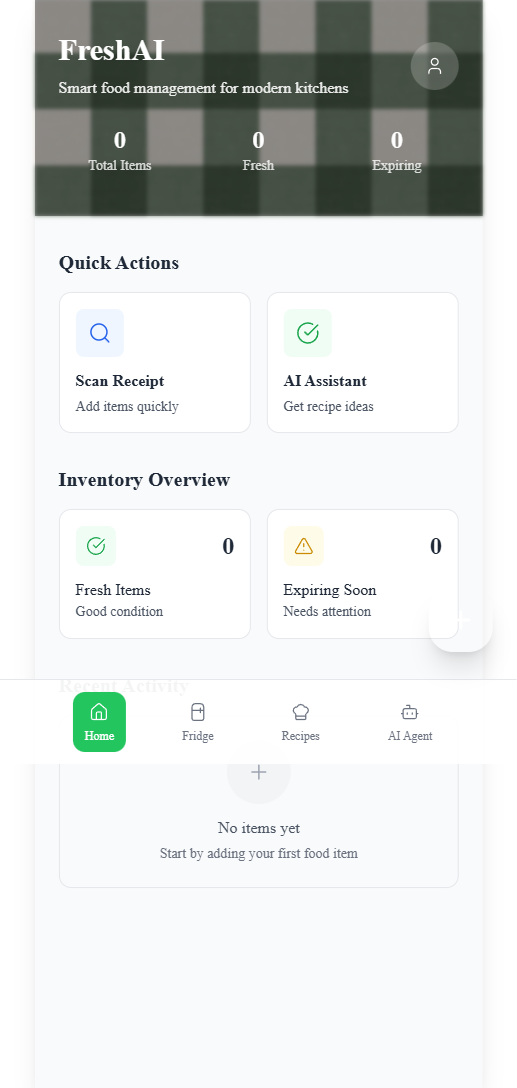 FreshAI
Smart food management for modern kitchens
0 0 0
Total Items Fresh Expiring
Quick Actions
Scan Receipt
Add items quickly
AI Assistant
Get recipe ideas
Inventory Overview
0
Fresh Items
Good condition
0
Expiring Soon
Needs attention
Recent Activity
Home Fridge Recipes AI Agent
No items yet
Start by adding your first food item